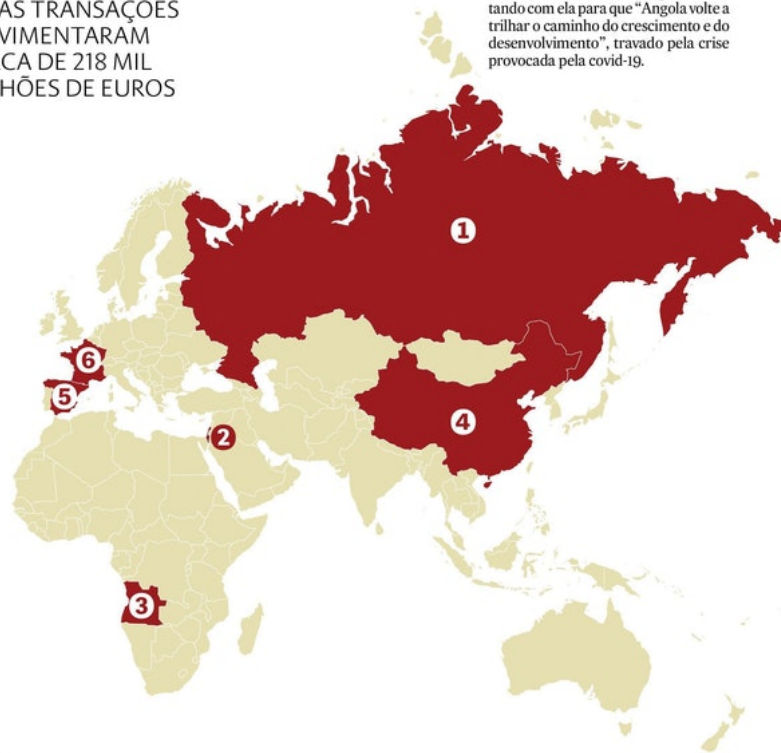 AS TRANSAÇÕES
VIMENTARAM
CA DE 218 MIL
HÕES DE EUROS
tando com ela para que “Angola volte a
trilhar o caminho do crescimento e do
desenvolvimento”, travado pela crise
provocada pela covid-19.
1
6
5
4
2
3